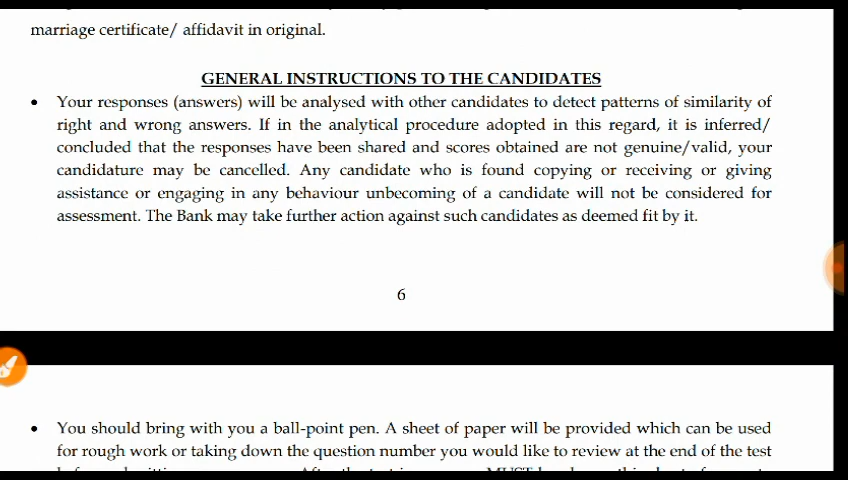 marriage certificate/ affidavit in original.
GENERAL INSTRUCTIONS TO THE CANDIDATES
• Your responses (answers) will be analysed with other candidates to detect patterns of similarity of
right and wrong answers. If in the analytical procedure adopted in this regard, it is inferred/
concluded that the responses have been shared and scores obtained are not genuine/valid, your
candidature may be cancelled. Any candidate who is found copying or receiving or giving
assistance or engaging in any behaviour unbecoming of a candidate will not be considered for
assessment. The Bank may take further action against such candidates as deemed fit by it.
6
• You should bring with you a ball-point pen. A sheet of paper will be provided which can be used
for rough work or taking down the question number you would like to review at the end of the test